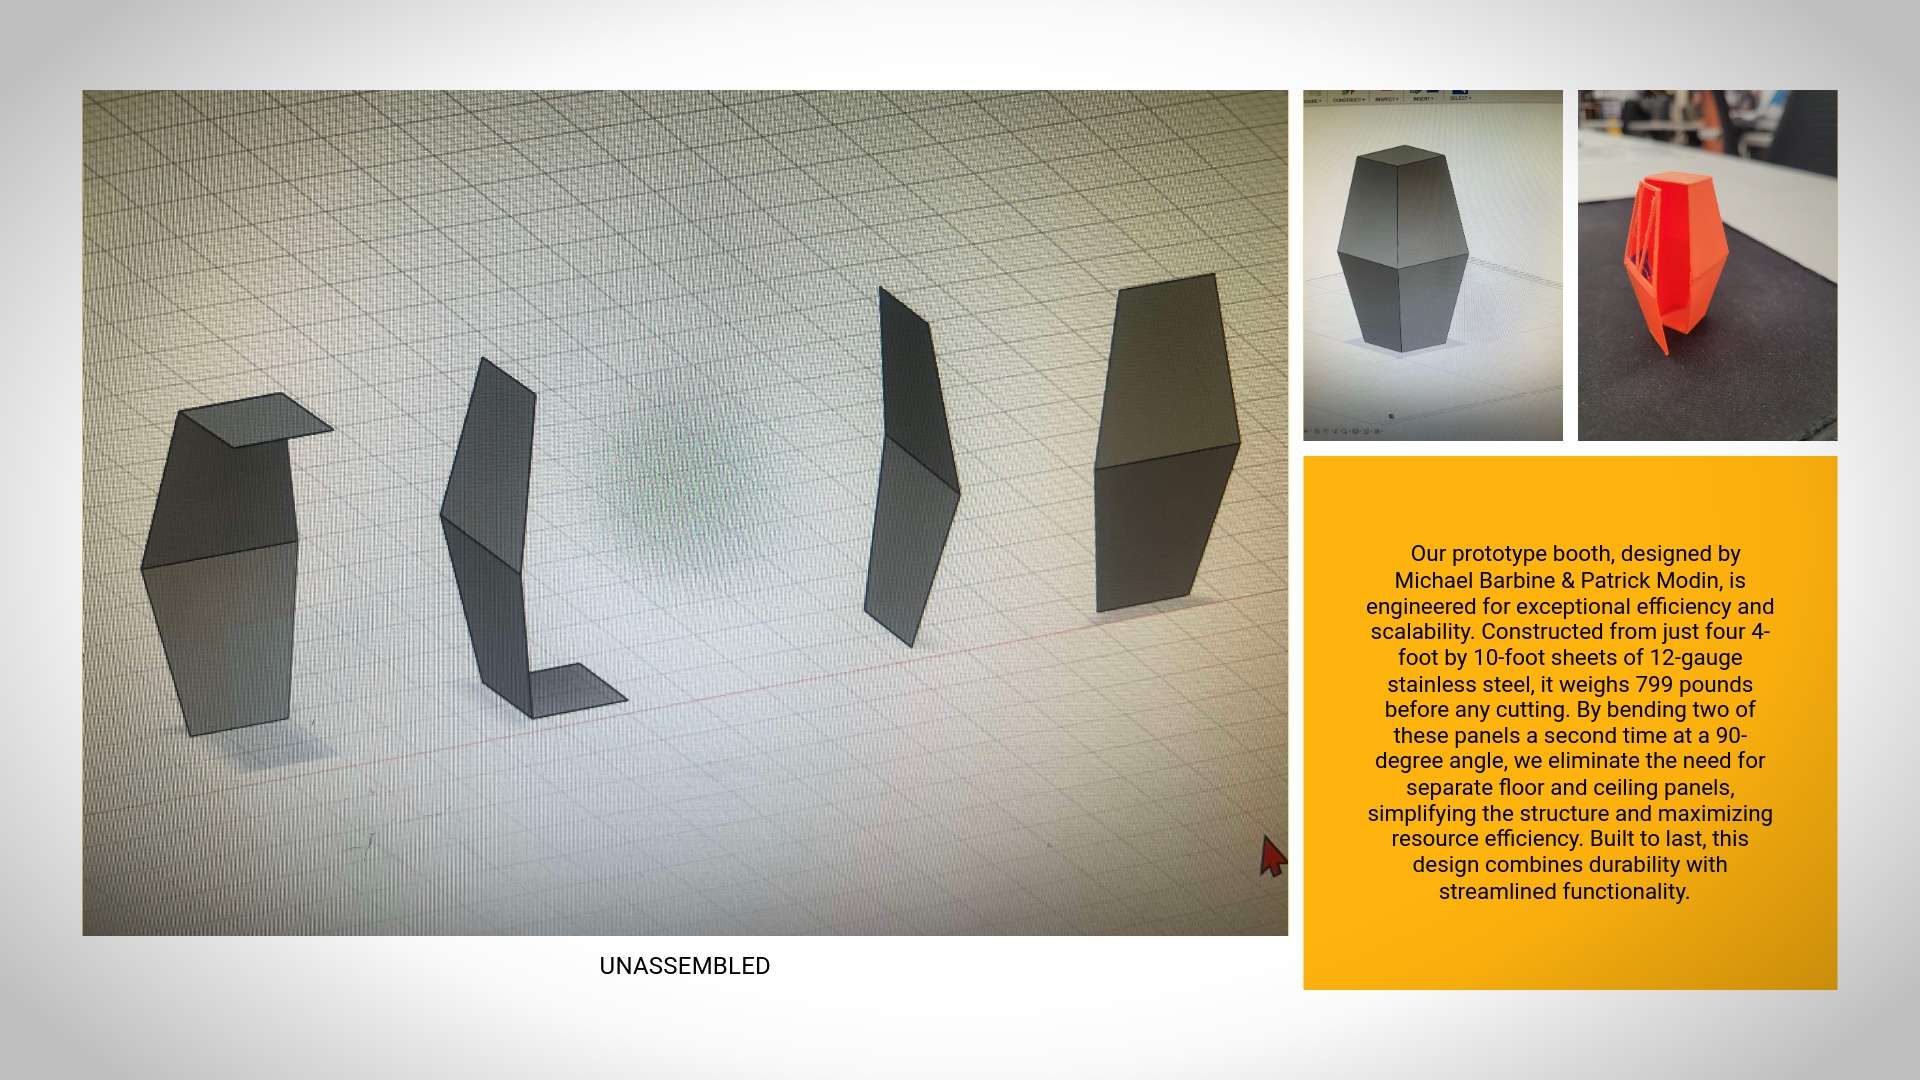 CONSTRUCT
INSPECT
INSERT
SELECT
Our prototype booth, designed by
Michael Barbine & Patrick Modin, is
engineered for exceptional efficiency and
scalability. Constructed from just four 4-
foot by 10-foot sheets of 12-gauge
stainless steel, it weighs 799 pounds
before any cutting. By bending two of
these panels a second time at a 90-
degree angle, we eliminate the need for
separate floor and ceiling panels,
simplifying the structure and maximizing
resource efficiency. Built to last, this
design combines durability with
streamlined functionality.
UNASSEMBLED